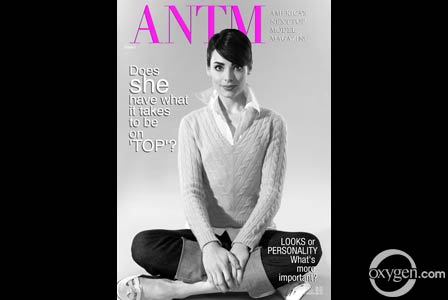 ANTM
AMERICA'S
NEXT TOP
MODEL
MAGAZINE
Does
she
have what
it takes
to be
on
'TOP'?
LOOKS or
PERSONALITY
What's
more
important?
oxygen.com